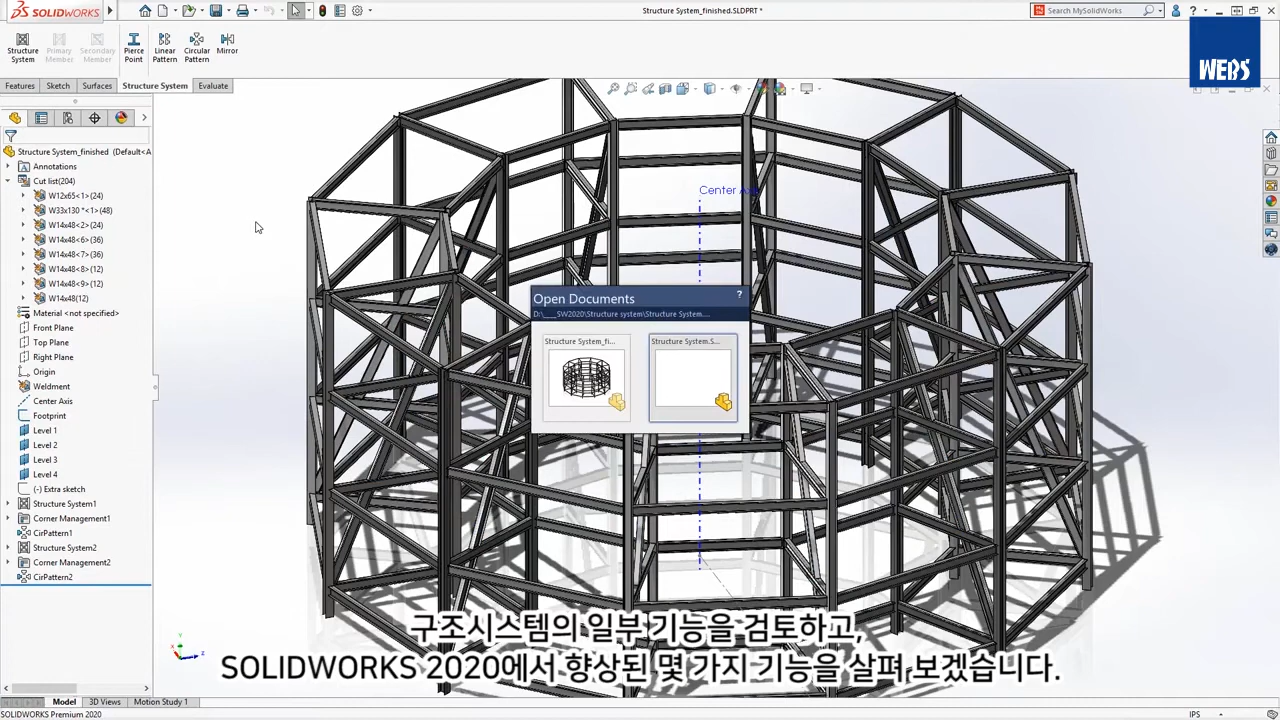 SOLIDWORKS
Structure System_finished.SLDPRT *
Search MySolidWorks
WEBS
Structure System
Primary Member
Secondary Member
Pierce Point
Linear Pattern
Circular Pattern
Mirror
Features
Sketch
Surfaces
Structure System
Evaluate
Structure System_finished (Default<A
Annotations
Cut list(204)
W12x65<1>(24)
W33x130 *<1>(48)
W14x48<2>(24)
W14x48<6>(36)
W14x48<7>(36)
W14x48<8>(12)
W14x48<9>(12)
W14x48(12)
Material <not specified>
Front Plane
Top Plane
Right Plane
Origin
Weldment
Center Axis
Footprint
Level 1
Level 2
Level 3
Level 4
(-) Extra sketch
Structure System1
Corner Management1
CirPattern1
Structure System2
Corner Management2
CirPattern2
Center
Open Documents
?
D:\___SW2020\Structure system\Structure System....
Structure System_fi...
Structure System.S...
구조시스템의 일부 기능을 검토하고,
SOLIDWORKS 2020에서 향상된 몇 가지 기능을 살펴 보겠습니다.
Model
3D Views
Motion Study 1
SOLIDWORKS Premium 2020
IPS